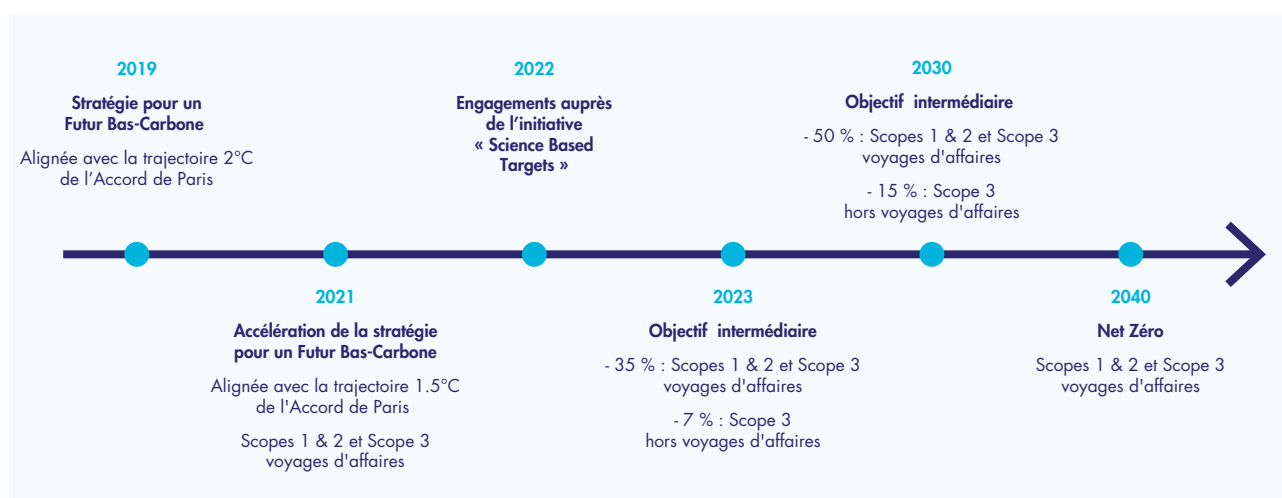 2019
Stratégie pour un
Futur Bas-Carbone
Alignée avec la trajectoire 2°C
de l'Accord de Paris
2021
Accélération de la stratégie
pour un Futur Bas-Carbone
Alignée avec la trajectoire 1.5°C
de l'Accord de Paris
Scopes 1 & 2 et Scope 3
voyages d'affaires
2022
Engagements auprès
de l'initiative
« Science Based
Targets »
2023
Objectif intermédiaire
- 35 % : Scopes 1 & 2 et Scope 3
voyages d'affaires
- 7 % : Scope 3
hors voyages d'affaires
2030
Objectif intermédiaire
- 50 % : Scopes 1 & 2 et Scope 3
voyages d'affaires
- 15 % : Scope 3
hors voyages d'affaires
2040
Net Zéro
Scopes 1 & 2 et Scope 3
voyages d'affaires